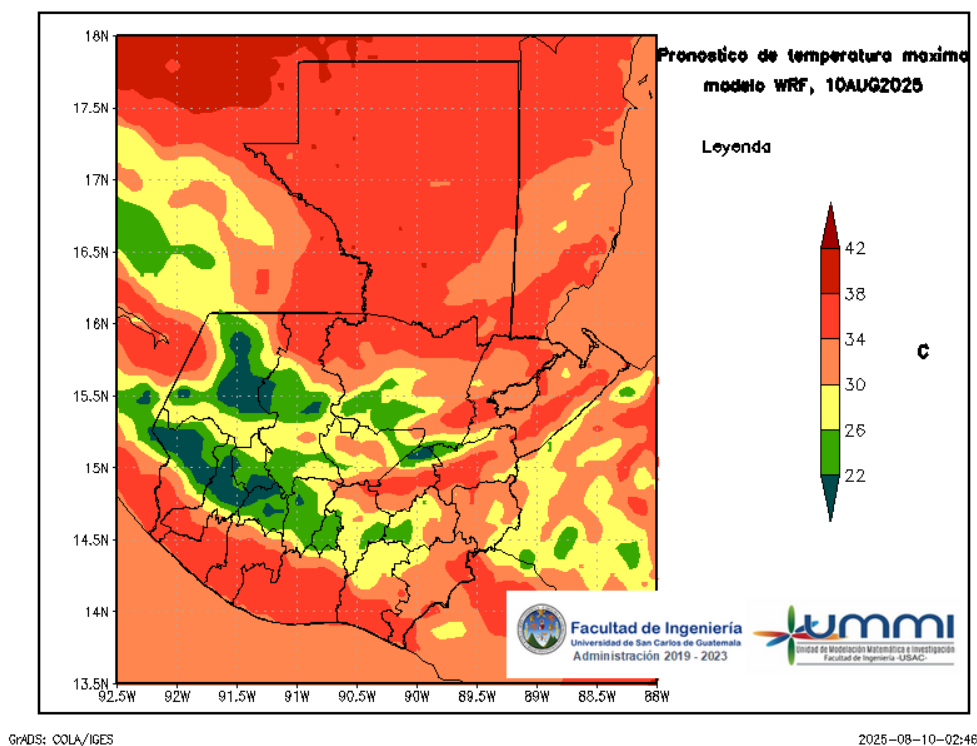 Pronostico de temperatura maxima
modelo WRF, 10AUG2025
Leyenda
42
38
34
30
26
22
C
18N
17.5N
17N
16.5N
16N
15.5N
15N
14.5N
14N
13.5N
92.5W
92W
91.5W
91W
90.5W
90W
89.5W
89W
88.5W
88W
Facultad de Ingeniería
Universidad de San Carlos de Guatemala
Administración 2019 - 2023
ummi
Unidad de Modelación Matemática e Investigación
Facultad de Ingeniería -USAC-
GrADS: COLA/IGES
2025-08-10-02:46